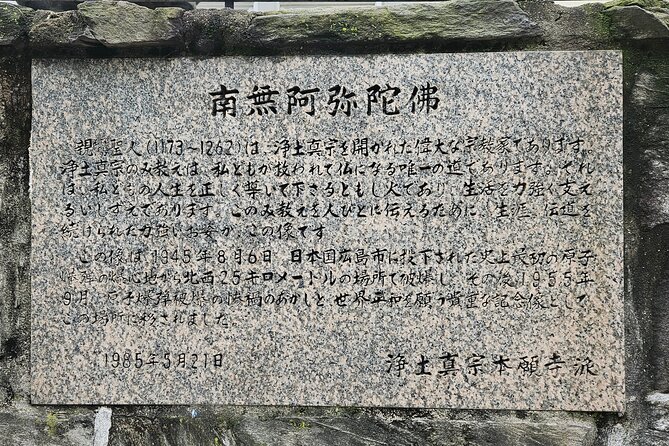 南無阿弥陀佛
親鸞聖人(1173~1262)は、浄土真宗を開かれた偉大な宗教家であります。
浄土真宗のみ教えは、私どもが救われて仏になる唯一の道であります。それ
は、私どもの人生を正しく導いて下さるともし火であり、生活を力強く支え
るいしずえであります。このみ教えを人びとに伝えるために、生涯、伝道を
続けられた力強いお姿が、この像です。
この像は、1945年8月6日、日本国広島市に投下された史上最初の原子
爆弾の爆心地から北西2.5キロメートルの場所で被爆し、その後、1955年
9月、原子爆弾被爆の惨禍のあかしと、世界平和を願う貴重な記念像として、
この場所に移されました。
1985年5月21日
浄土真宗本願寺派